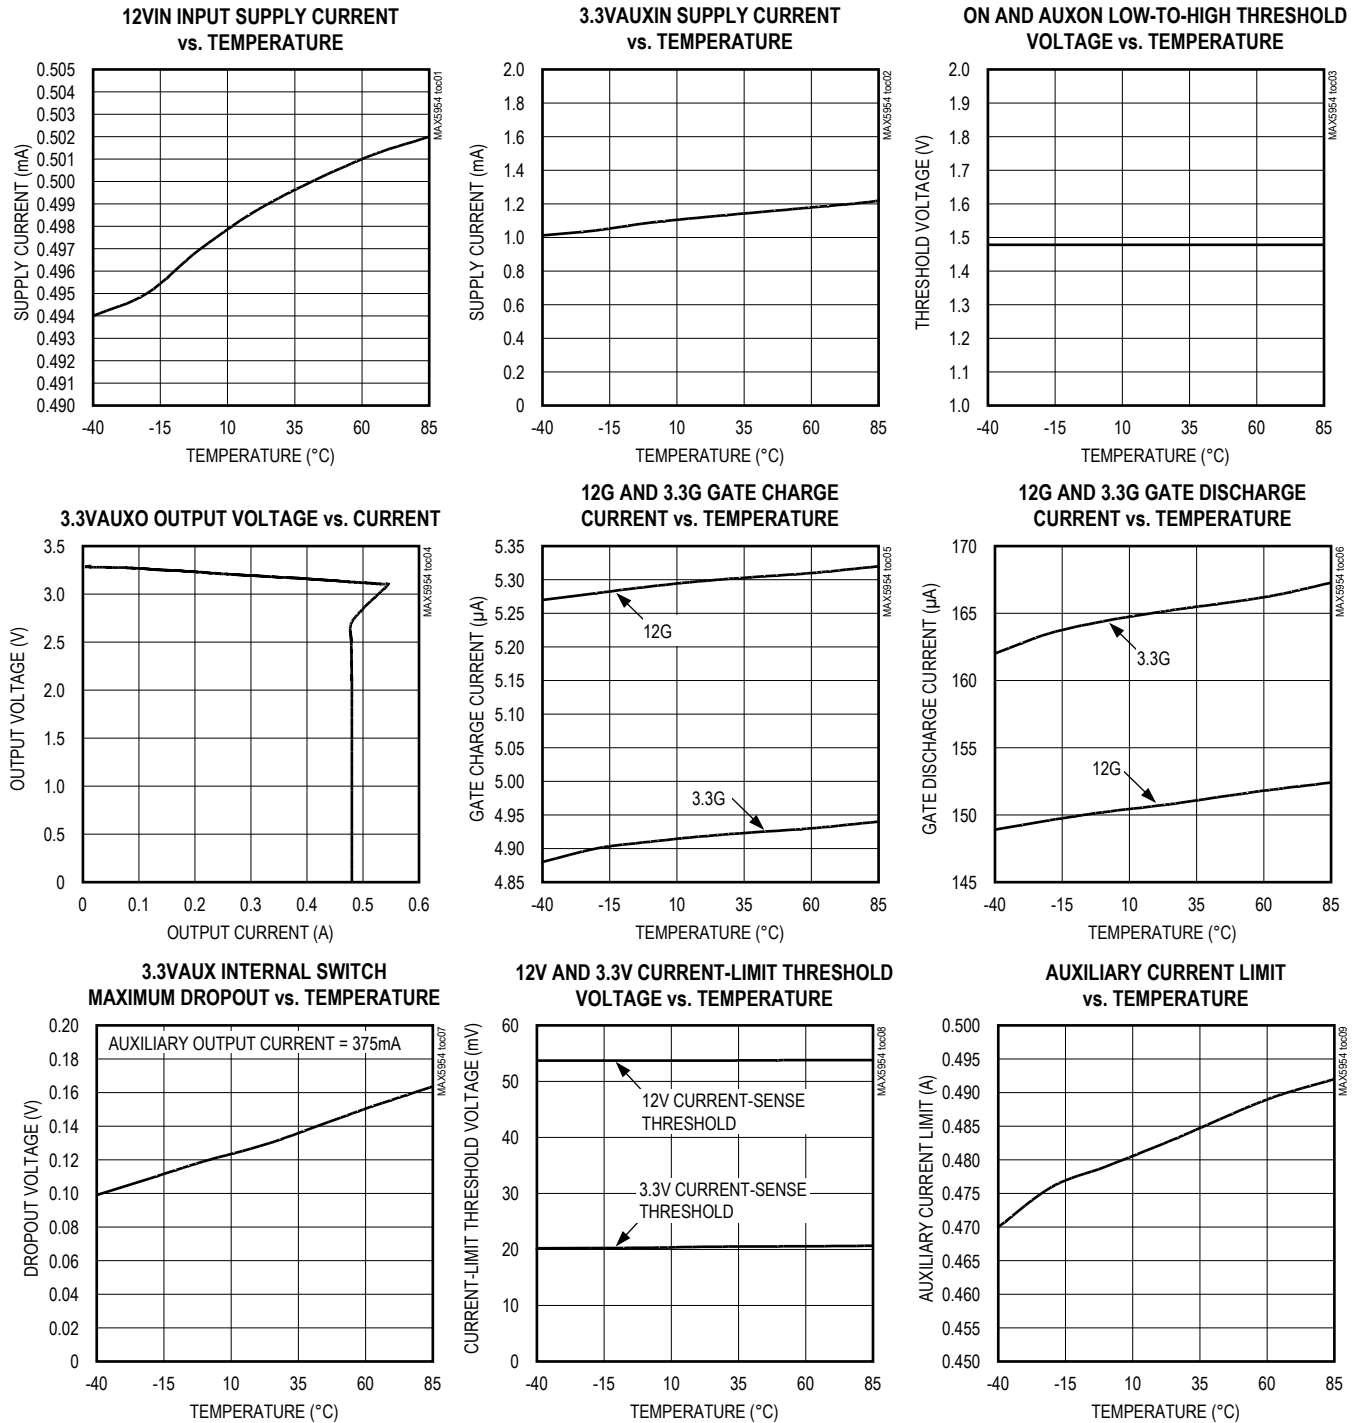 12VIN INPUT SUPPLY CURRENT
vs. TEMPERATURE
0.505
0.504
0.503
0.502
0.501
0.500
0.499
0.498
0.497
0.496
0.495
0.494
0.493
0.492
0.491
0.490
SUPPLY CURRENT (mA)
-40 -15 10 35 60 85
TEMPERATURE (°C)
MAX5954 toc01
3.3VAUXIN SUPPLY CURRENT
vs. TEMPERATURE
2.0
1.8
1.6
1.4
1.2
1.0
0.8
0.6
0.4
0.2
0
SUPPLY CURRENT (mA)
-40 -15 10 35 60 85
TEMPERATURE (°C)
MAX5954 toc02
ON AND AUXON LOW-TO-HIGH THRESHOLD
VOLTAGE vs. TEMPERATURE
2.0
1.9
1.8
1.7
1.6
1.5
1.4
1.3
1.2
1.1
1.0
THRESHOLD VOLTAGE (V)
-40 -15 10 35 60 85
TEMPERATURE (°C)
MAX5954 toc03
3.3VAUXO OUTPUT VOLTAGE vs. CURRENT
3.5
3.0
2.5
2.0
1.5
1.0
0.5
0
OUTPUT VOLTAGE (V)
0 0.1 0.2 0.3 0.4 0.5 0.6
OUTPUT CURRENT (A)
MAX5954 toc04
12G AND 3.3G GATE CHARGE
CURRENT vs. TEMPERATURE
5.35
5.30
5.25
5.20
5.15
5.10
5.05
5.00
4.95
4.90
4.85
GATE CHARGE CURRENT (µA)
12G
3.3G
-40 -15 10 35 60 85
TEMPERATURE (°C)
MAX5954 toc05
12G AND 3.3G GATE DISCHARGE
CURRENT vs. TEMPERATURE
170
165
160
155
150
145
GATE DISCHARGE CURRENT (µA)
3.3G
12G
-40 -15 10 35 60 85
TEMPERATURE (°C)
MAX5954 toc06
3.3VAUX INTERNAL SWITCH
MAXIMUM DROPOUT vs. TEMPERATURE
0.20
0.18
0.16
0.14
0.12
0.10
0.08
0.06
0.04
0.02
0
DROPOUT VOLTAGE (V)
AUXILIARY OUTPUT CURRENT = 375mA
-40 -15 10 35 60 85
TEMPERATURE (°C)
MAX5954 toc07
12V AND 3.3V CURRENT-LIMIT THRESHOLD
VOLTAGE vs. TEMPERATURE
60
50
40
30
20
10
0
CURRENT-LIMIT THRESHOLD VOLTAGE (mV)
12V CURRENT-SENSE
THRESHOLD
3.3V CURRENT-SENSE
THRESHOLD
-40 -15 10 35 60 85
TEMPERATURE (°C)
MAX5954 toc08
AUXILIARY CURRENT LIMIT
vs. TEMPERATURE
0.500
0.495
0.490
0.485
0.480
0.475
0.470
0.465
0.460
0.455
0.450
AUXILIARY CURRENT LIMIT (A)
-40 -15 10 35 60 85
TEMPERATURE (°C)
MAX5954 toc09